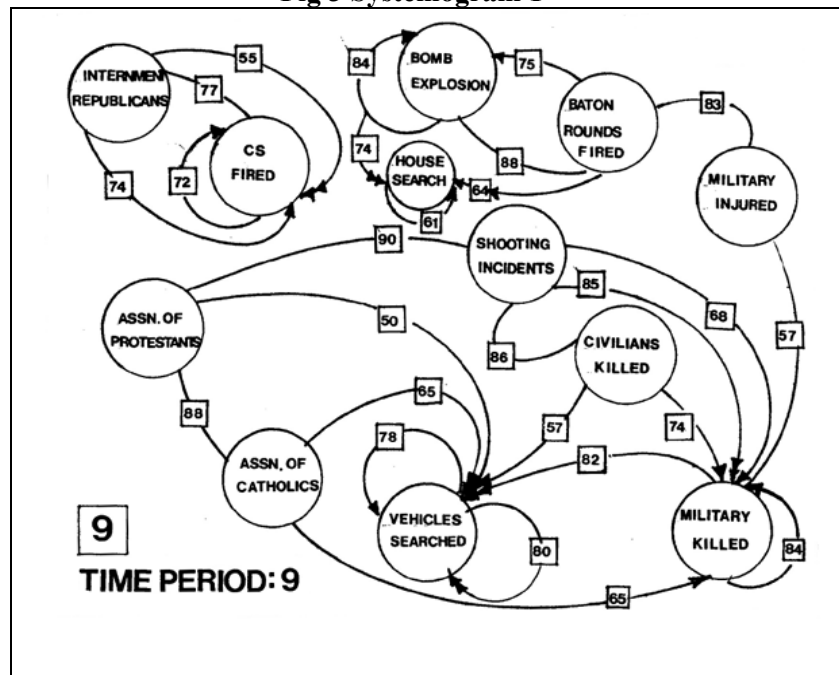 Fig 3 Systemogram 1
INTERNMENT
REPUBLICANS
55
77
CS
FIRED
72
74
84
BOMB
EXPLOSION
75
BATON
ROUNDS
FIRED
83
MILITARY
INJURED
74
HOUSE
SEARCH
88
64
61
90
SHOOTING
INCIDENTS
85
68
57
ASSN. OF
PROTESTANTS
50
86
CIVILIANS
KILLED
88
65
57
74
78
82
ASSN. OF
CATHOLICS
VEHICLES
SEARCHED
80
MILITARY
KILLED
84
65
9
TIME PERIOD: 9